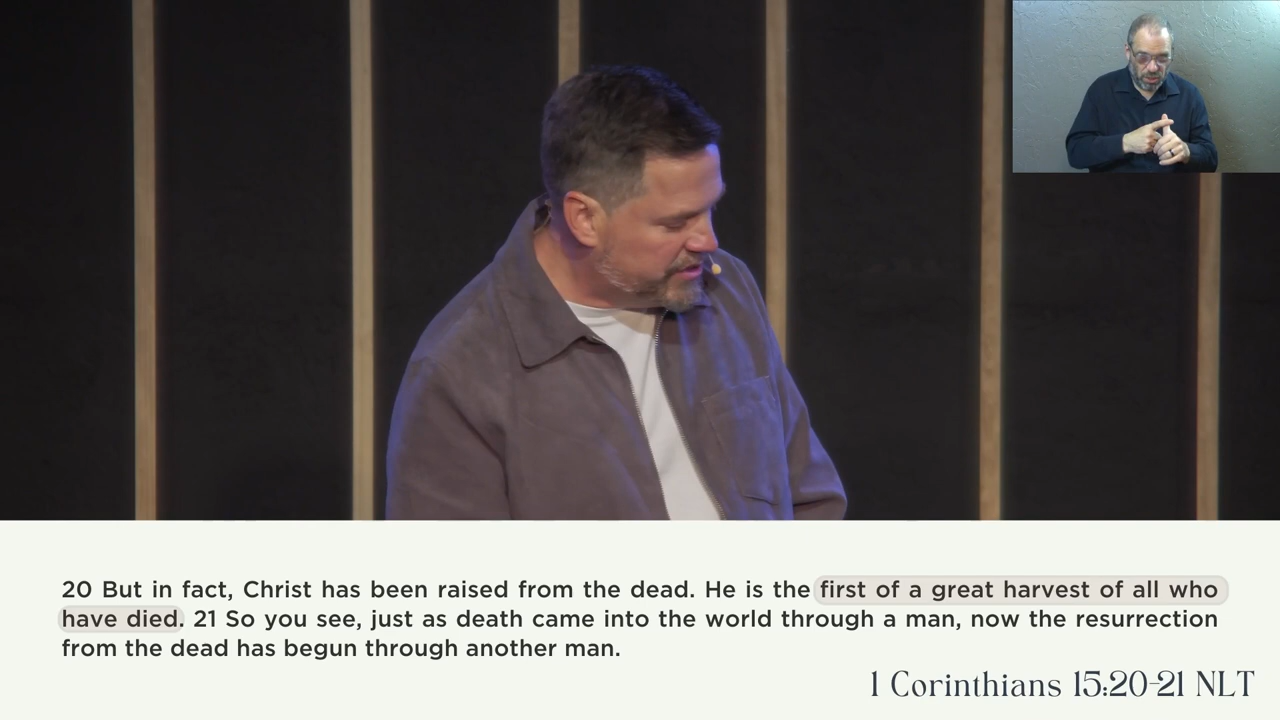 20 But in fact, Christ has been raised from the dead. He is the first of a great harvest of all who
have died. 21 So you see, just as death came into the world through a man, now the resurrection
from the dead has begun through another man.
1 Corinthians 15:20-21 NLT